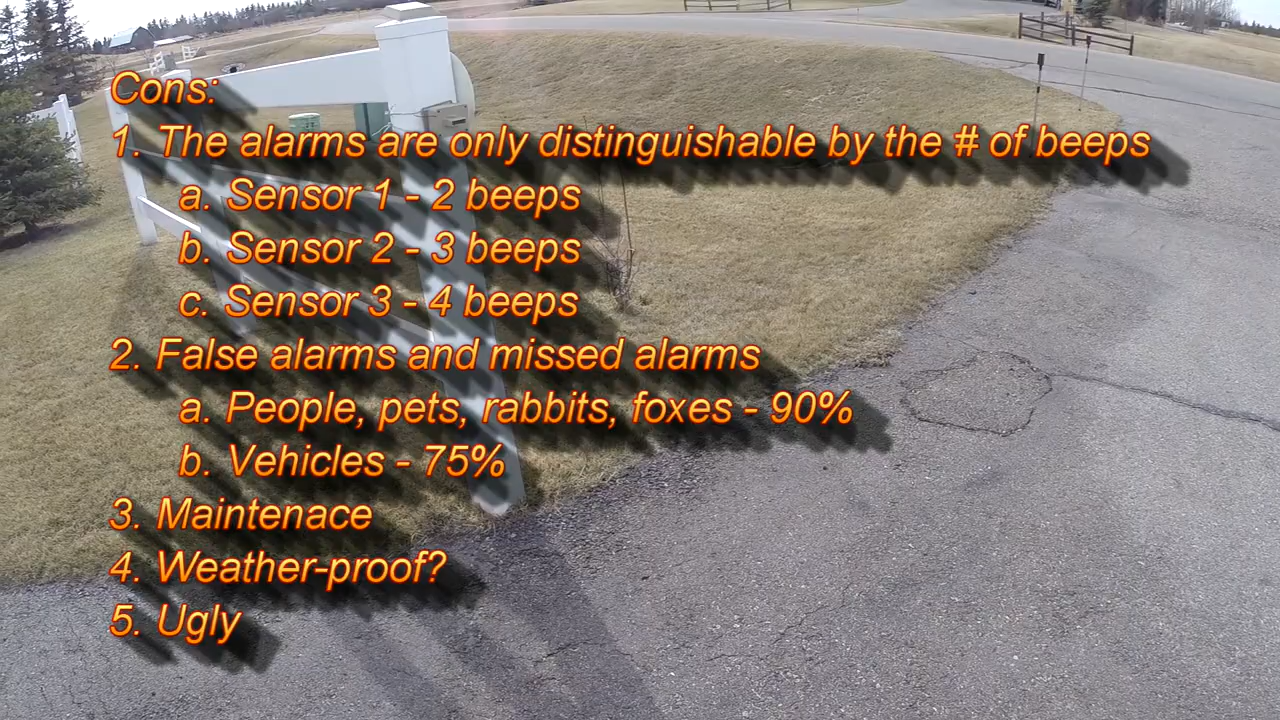 Cons:
1. The alarms are only distinguishable by the # of beeps
a. Sensor 1 - 2 beeps
b. Sensor 2 - 3 beeps
c. Sensor 3 - 4 beeps
2. False alarms and missed alarms
a. People, pets, rabbits, foxes - 90%
b. Vehicles - 75%
3. Maintenace
4. Weather-proof?
5. Ugly